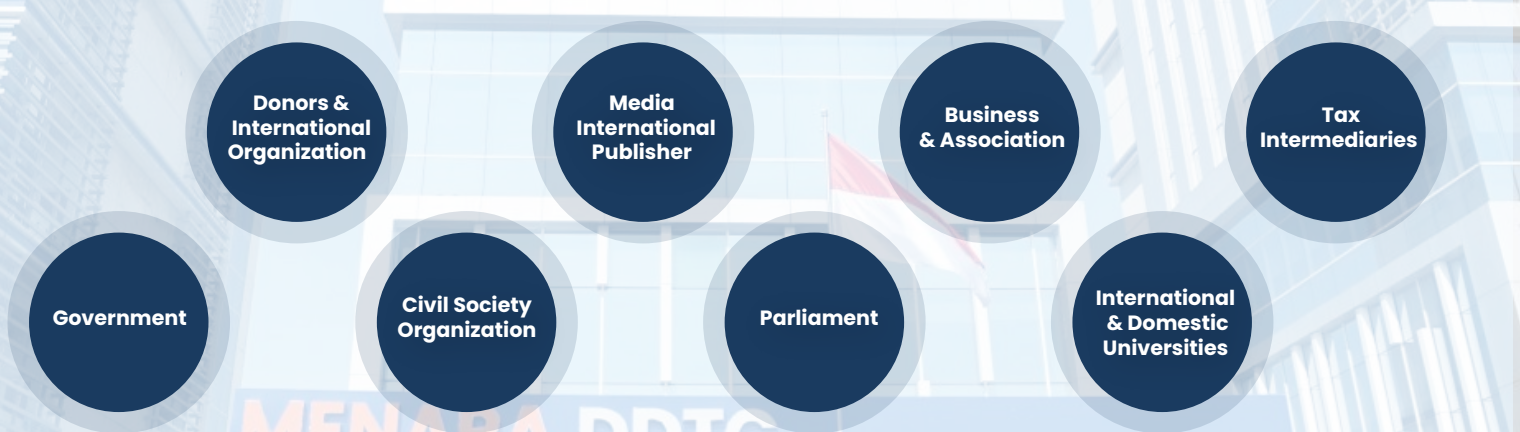 Donors &
International
Organization
Media
International
Publisher
Business
& Association
Tax
Intermediaries
Government
Civil Society
Organization
Parliament
International
& Domestic
Universities
MENARA DDTC